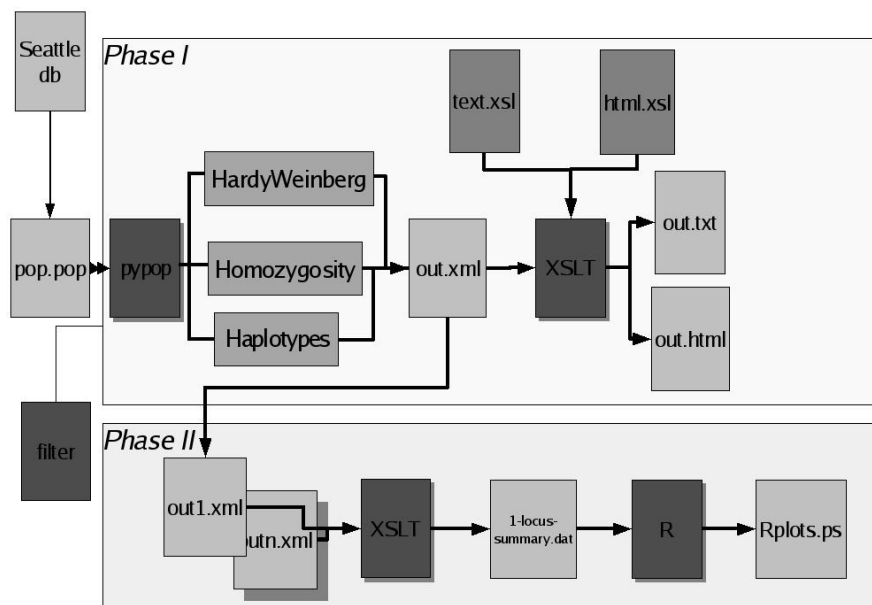 Seattle
db
Phase I
text.xsl
html.xsl
HardyWeinberg
out.txt
pop.pop
pypop
Homozygosity
out.xml
XSLT
Haplotypes
out.html
filter
Phase II
out1.xml
outn.xml
XSLT
1-locus-
summary.dat
R
Rplots.ps